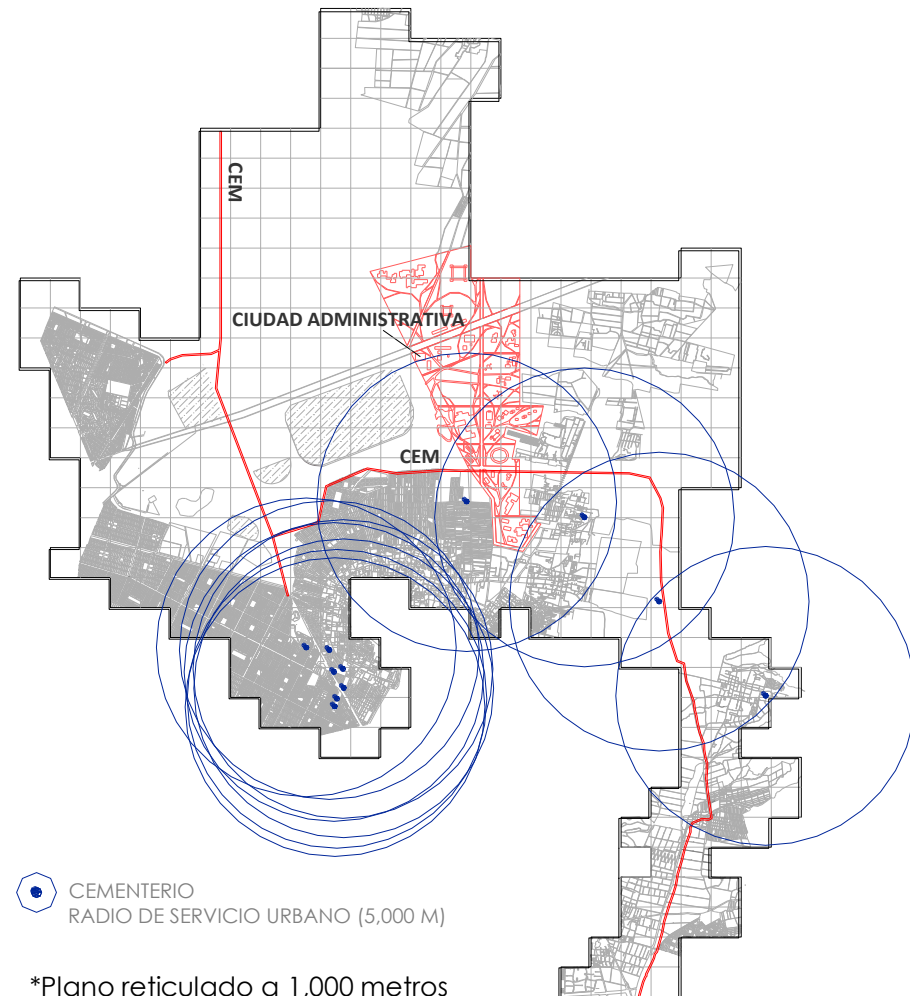 CEM
CIUDAD ADMINISTRATIVA
CEM
CEMENTERIO
RADIO DE SERVICIO URBANO (5,000 M)
*Plano reticulado a 1,000 metros